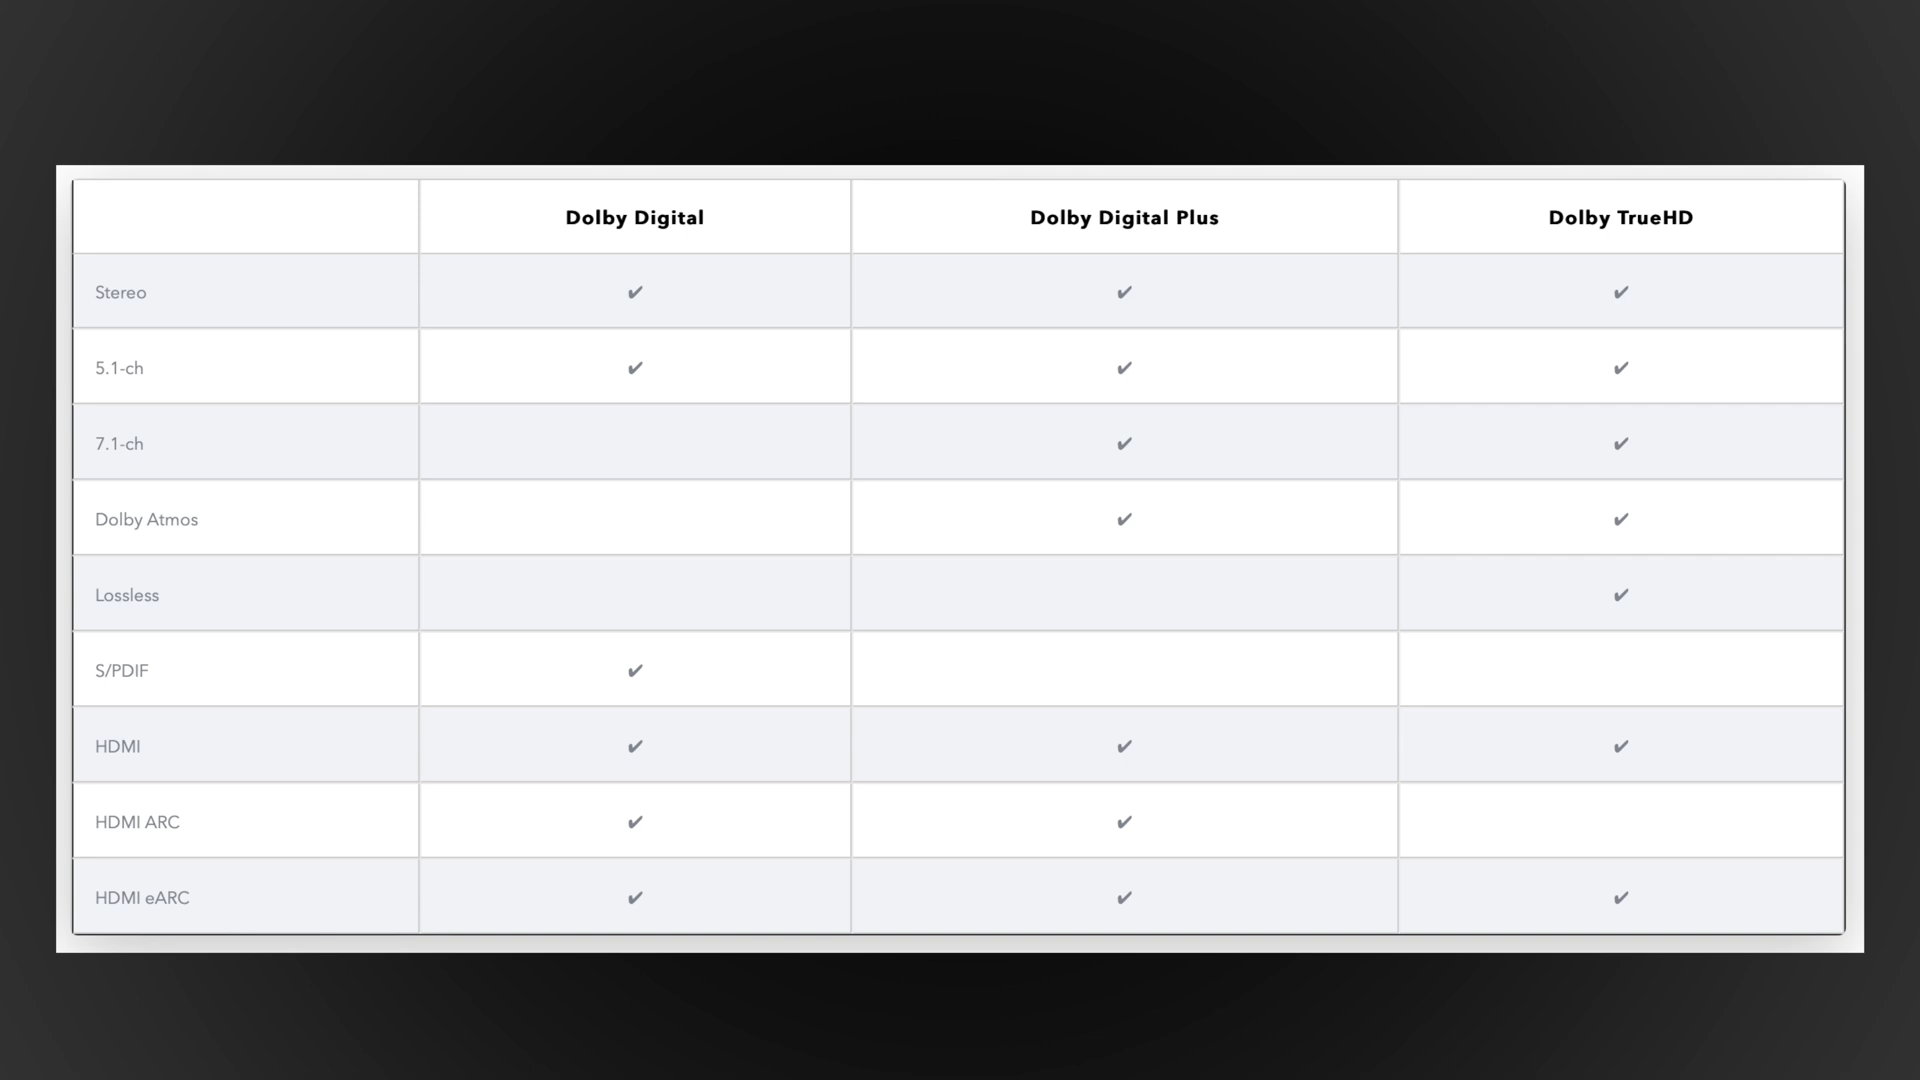 Dolby Digital Dolby Digital Plus Dolby TrueHD
Stereo ✔ ✔ ✔
5.1-ch ✔ ✔ ✔
7.1-ch ✔ ✔
Dolby Atmos ✔ ✔
Lossless ✔
S/PDIF ✔
HDMI ✔ ✔ ✔
HDMI ARC ✔ ✔
HDMI eARC ✔ ✔ ✔